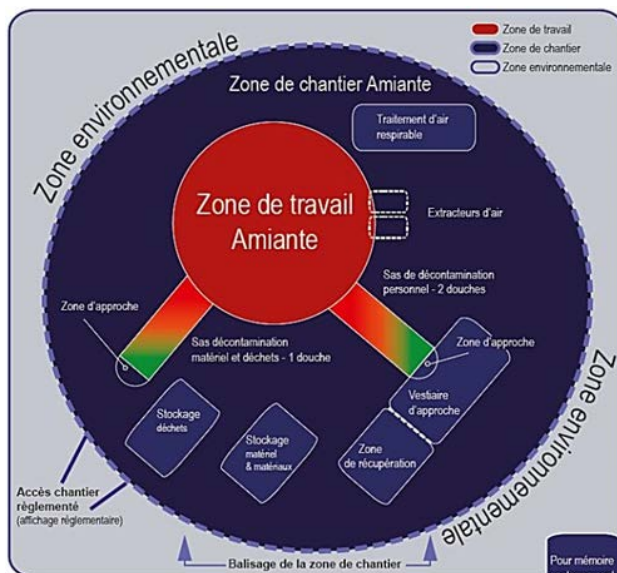 Zone de travail
Zone de chantier
Zone environnementale
Zone environnementale
Zone de chantier Amiante
Traitement d'air
respirable
Zone de travail
Amiante
Extracteurs d'air
Sas de décontamination
personnel - 2 douches
Zone d'approche
Sas décontamination
matériel et déchets - 1 douche
Zone d'approche
Vestiaire
d'approche
Stockage
déchets
Stockage
matériel
& matériaux
Zone
de récupération
Zone environnementale
Accès chantier
règlementé
(affichage réglementaire)
Balisage de la zone de chantier
Pour mémoire